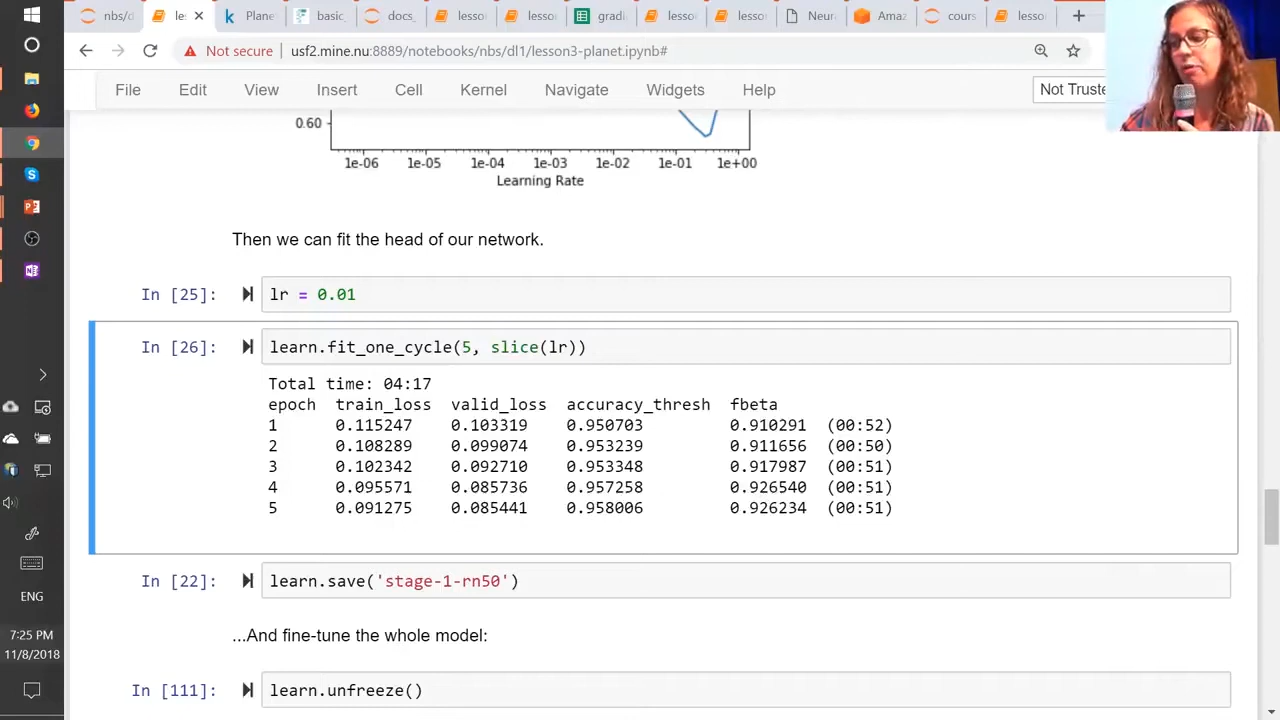 nbs/d
les
Plane
basic_
docs_
lesso
lesso
gradi
lesso
lesso
Neur
Amaz
cours
lesso
Not secure
usf2.mine.nu:8889/notebooks/nbs/dl1/lesson3-planet.ipynb#
File Edit View Insert Cell Kernel Navigate Widgets Help
Not Truste
0.60
1e-06 1e-05 1e-04 1e-03 1e-02 1e-01 1e+00
Learning Rate
Then we can fit the head of our network.
In [25]: lr = 0.01
In [26]: learn.fit_one_cycle(5, slice(lr))
Total time: 04:17
epoch train_loss valid_loss accuracy_thresh fbeta
1 0.115247 0.103319 0.950703 0.910291 (00:52)
2 0.108289 0.099074 0.953239 0.911656 (00:50)
3 0.102342 0.092710 0.953348 0.917987 (00:51)
4 0.095571 0.085736 0.957258 0.926540 (00:51)
5 0.091275 0.085441 0.958006 0.926234 (00:51)
In [22]: learn.save('stage-1-rn50')
...And fine-tune the whole model:
In [111]: learn.unfreeze()
ENG
7:25 PM
11/8/2018